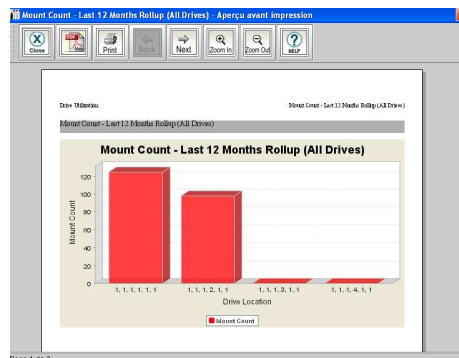 Mount Count - Last 12 Months Rollup (All Drives) - Aperçu avant impression
Close
Print
Back
Next
Zoom In
Zoom Out
HELP
Drive Utilization
Mount Count - Last 12 Months Rollup (All Drives)
Mount Count - Last 12 Months Rollup (All Drives)
Mount Count - Last 12 Months Rollup (All Drives)
Mount Count
120
100
80
60
40
20
0
1, 1, 1, 1, 1, 1
1, 1, 1, 2, 1, 1
1, 1, 1, 3, 1, 1
1, 1, 1, 4, 1, 1
Drive Location
Mount Count
Page 1 de 2